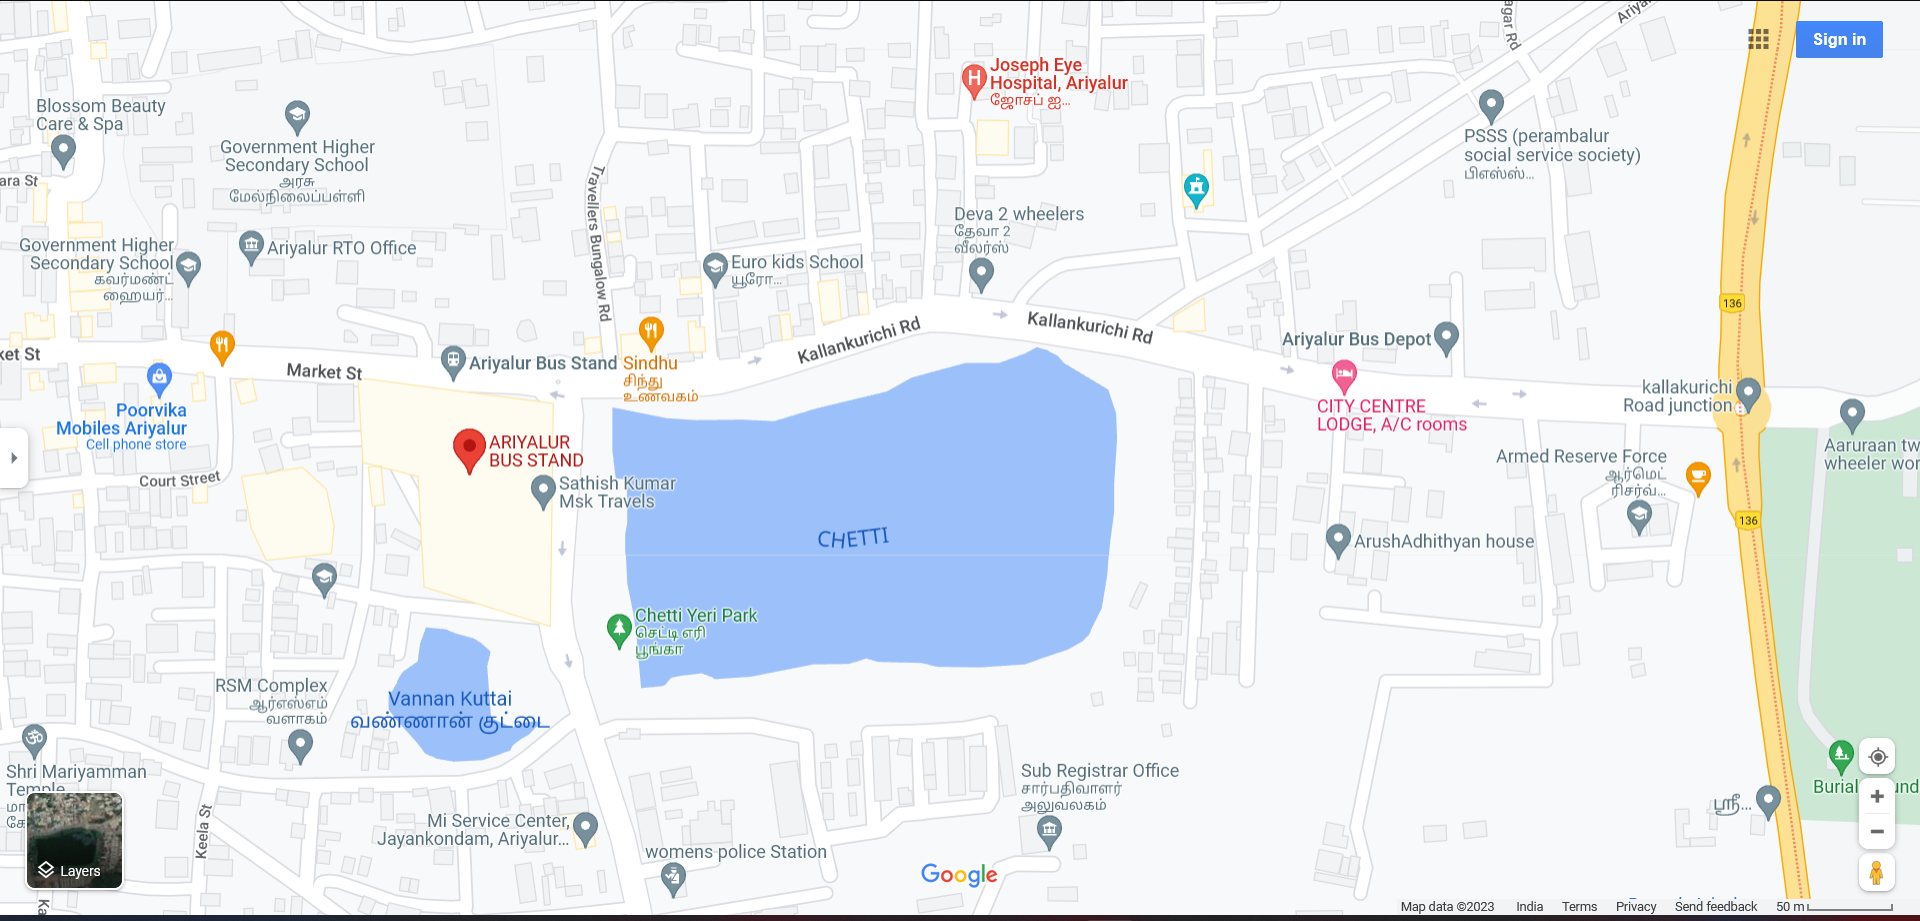 Sign in
Ariyal
agar Rd
Joseph Eye
Hospital, Ariyalur
ஜோசப் ஐ...
Blossom Beauty
Care & Spa
Government Higher
Secondary School
அரசு
மேல்நிலைப்பள்ளி
PSSS (perambalur
social service society)
பிஎஸ்ஸ்...
ara St
Travellers Bungalow Rd
Deva 2 wheelers
தேவா 2
வீலர்ஸ்
Government Higher
Secondary School
கவர்மண்ட்
ஹையர்...
Ariyalur RTO Office
Euro kids School
யூரோ...
136
Kallankurichi Rd
Kallankurichi Rd
Ariyalur Bus Depot
ket St
Market St
Ariyalur Bus Stand
Sindhu
சிந்து
உணவகம்
Poorvika
Mobiles Ariyalur
Cell phone store
CITY CENTRE
LODGE, A/C rooms
kallakurichi
Road junction
Aaruraan tw
wheeler wor
ARIYALUR
BUS STAND
Armed Reserve Force
ஆர்மெட்
ரிசர்வ்...
Court Street
Sathish Kumar
Msk Travels
136
CHETTI
ArushAdhithyan house
Chetti Yeri Park
செட்டி எரி
பூங்கா
RSM Complex
ஆர்எஸ்எம்
வளாகம்
Vannan Kuttai
வண்ணான் குட்டை
Shri Mariyamman
Temple
Sub Registrar Office
சார்பதிவாளர்
அலுவலகம்
Burial
und
ஸ்ரீ...
Keela St
Mi Service Center,
Jayankondam, Ariyalur...
womens police Station
Layers
Google
Ka
Map data ©2023 India Terms Privacy Send feedback 50 m